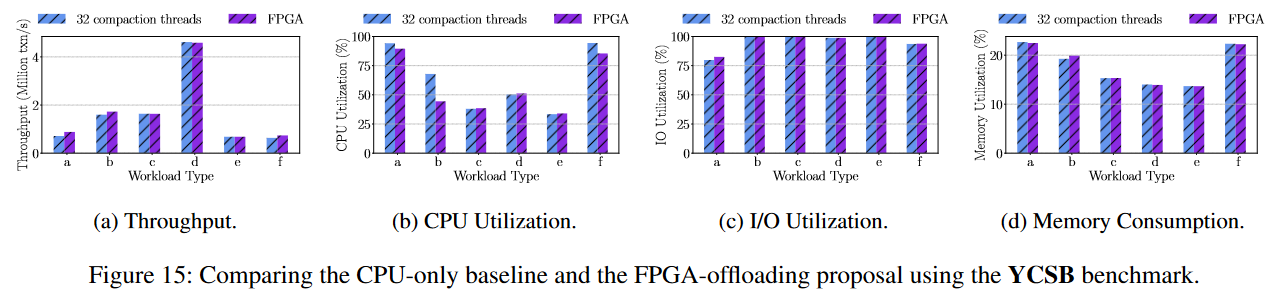 32 compaction threads FPGA
Throughput (Million txn/s)
4
2
0
a b c d e f
Workload Type
(a) Throughput.
32 compaction threads FPGA
CPU Utilization (%)
100
75
50
25
0
a b c d e f
Workload Type
(b) CPU Utilization.
32 compaction threads FPGA
IO Utilization (%)
100
75
50
25
0
a b c d e f
Workload Type
(c) I/O Utilization.
32 compaction threads FPGA
Memory Utilization (%)
20
10
0
a b c d e f
Workload Type
(d) Memory Consumption.
Figure 15: Comparing the CPU-only baseline and the FPGA-offloading proposal using the YCSB benchmark.